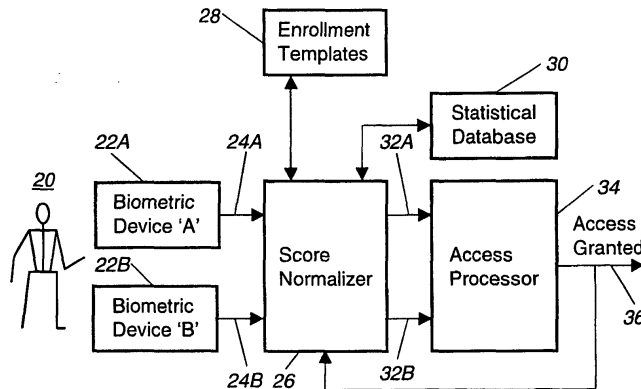 28
Enrollment
Templates
30
Statistical
Database
22A
24A
32A
20
Biometric
Device 'A'
34
Access
Granted
Score
Normalizer
Access
Processor
22B
Biometric
Device 'B'
36
24B
26
32B